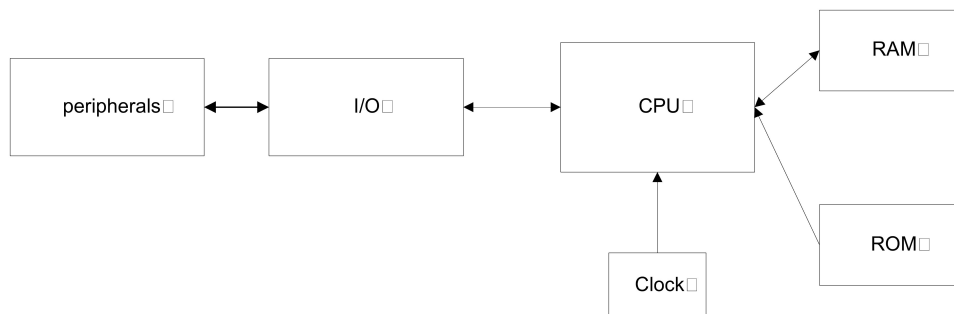 peripherals
I/O
CPU
RAM
ROM
Clock